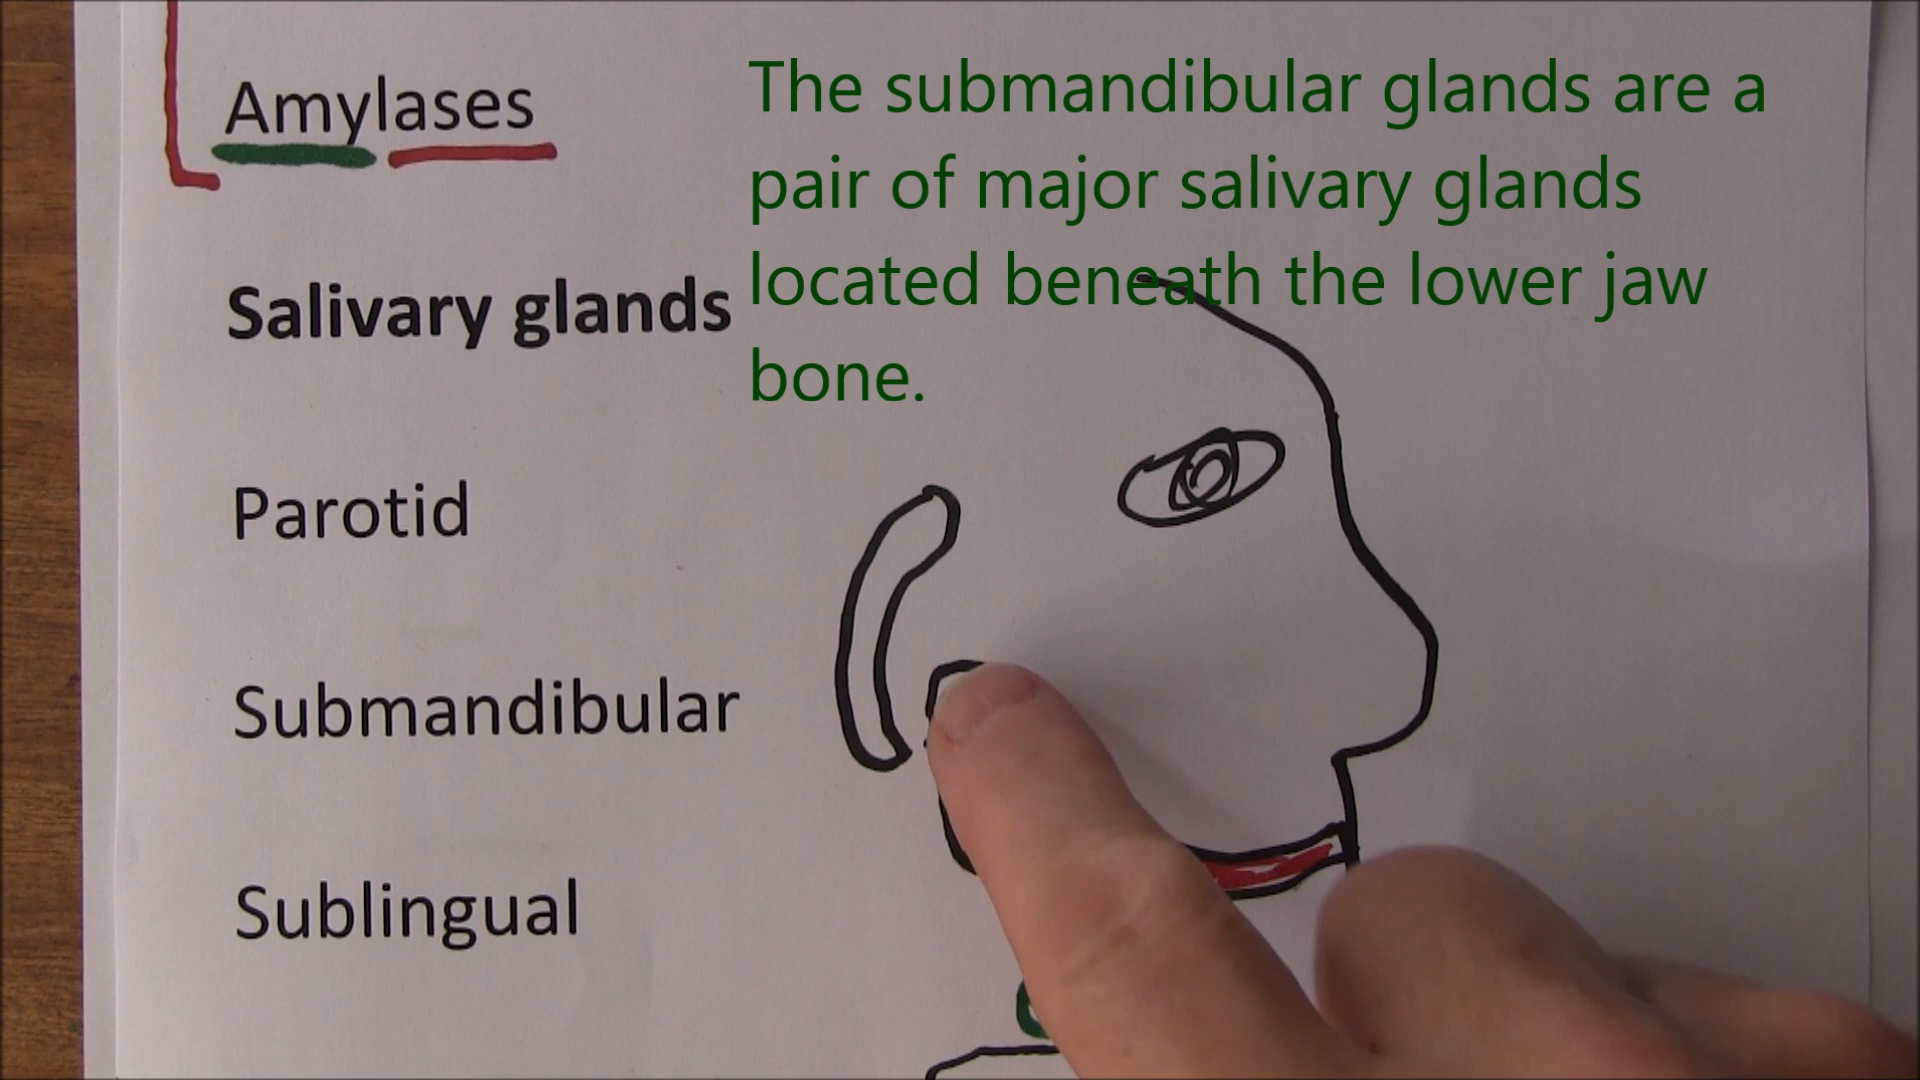 Amylases
The submandibular glands are a
pair of major salivary glands
located beneath the lower jaw
bone.
Salivary glands
Parotid
Submandibular
Sublingual